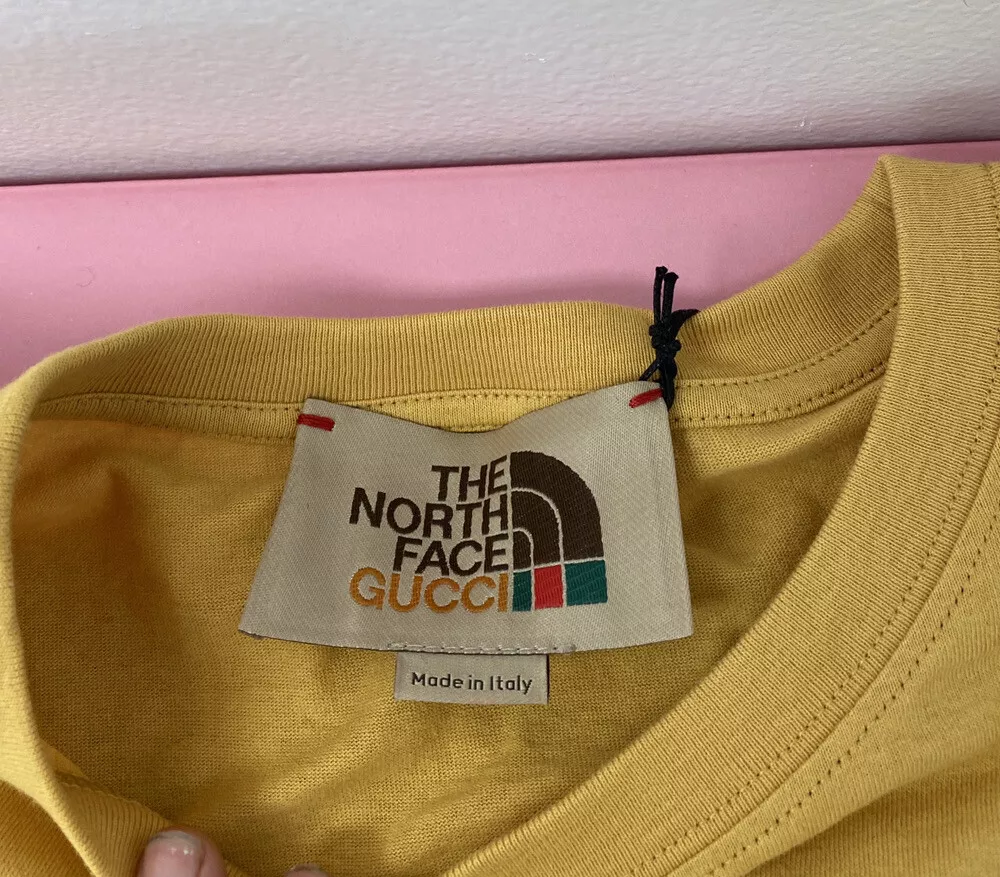 THE
NORTH
FACE
GUCCI
Made in Italy